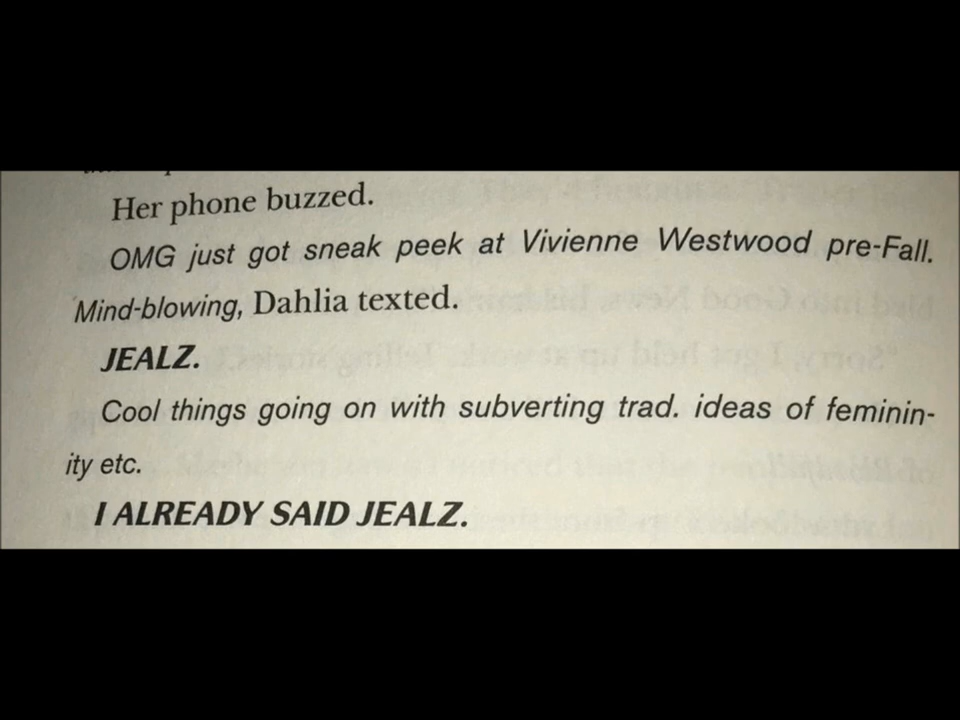 Her phone buzzed.
OMG just got sneak peek at Vivienne Westwood pre-Fall.
Mind-blowing, Dahlia texted.
JEALZ.
Cool things going on with subverting trad. ideas of feminin-
ity etc.
I ALREADY SAID JEALZ.